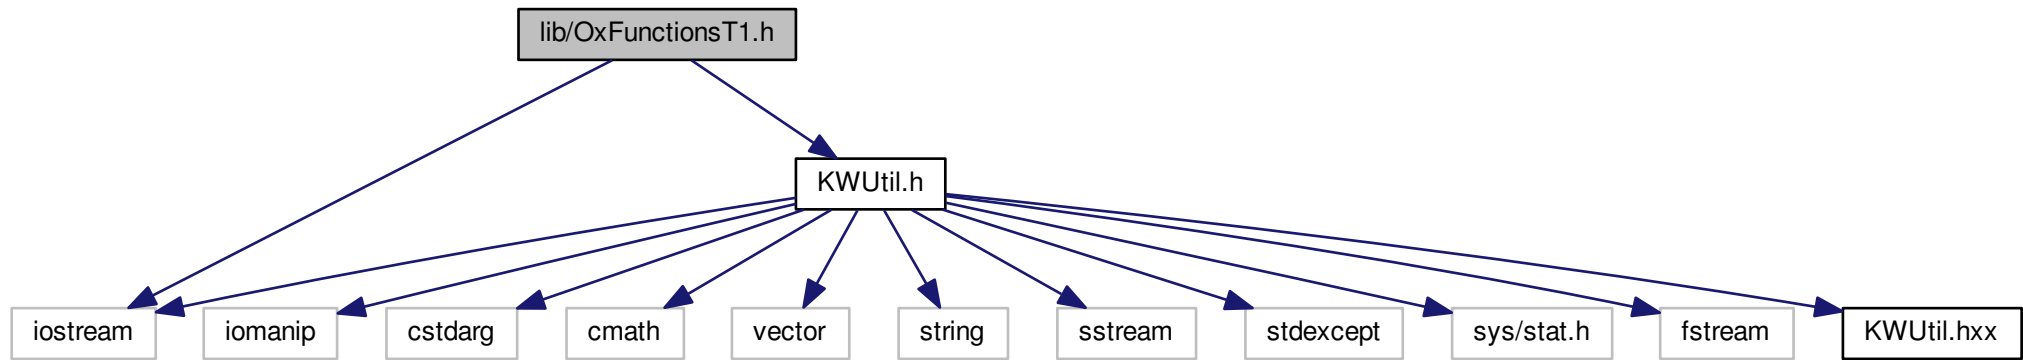 lib/OxFunctionsT1.h
KWUtil.h
iostream
iomanip
cstdarg
cmath
vector
string
sstream
stdexcept
sys/stat.h
fstream
KWUtil.hxx